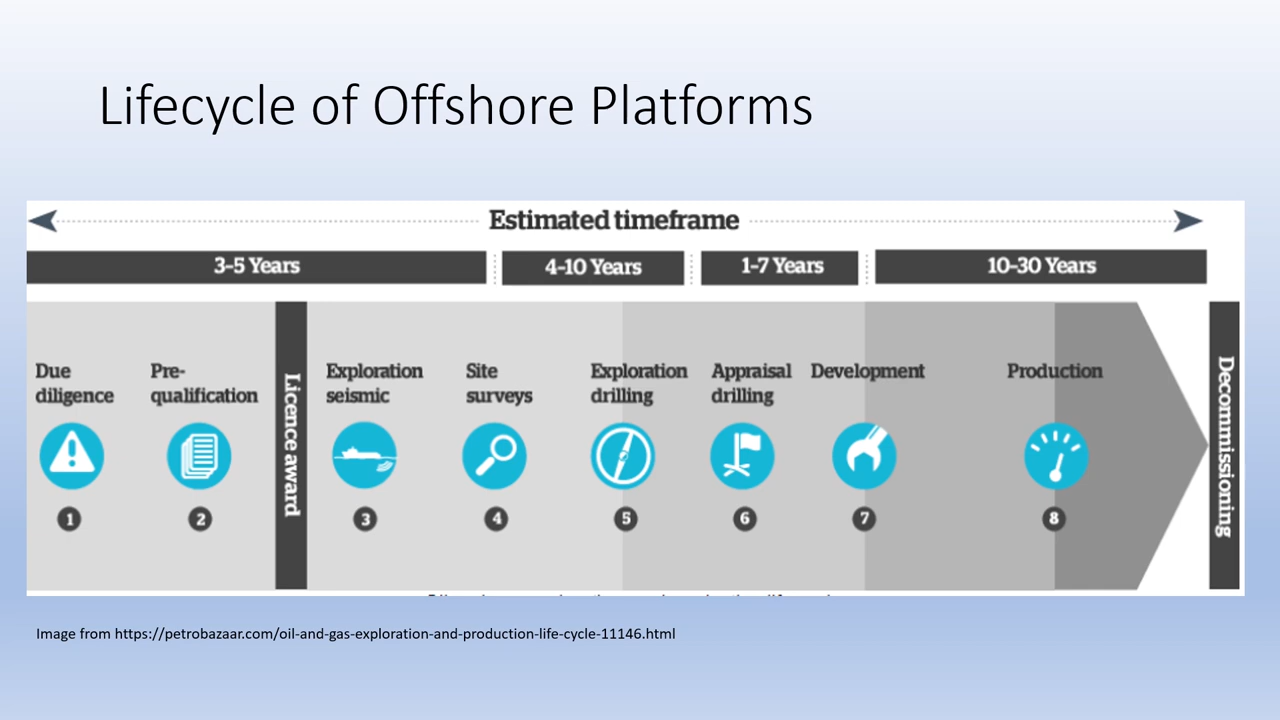 Lifecycle of Offshore Platforms
Estimated timeframe
3-5 Years
4-10 Years
1-7 Years
10-30 Years
Due
diligence
1
Pre-
qualification
2
Licence award
Exploration
seismic
3
Site
surveys
4
Exploration
drilling
5
Appraisal
drilling
6
Development
7
Production
8
Decommissioning
Image from https://petrobazaar.com/oil-and-gas-exploration-and-production-life-cycle-11146.html